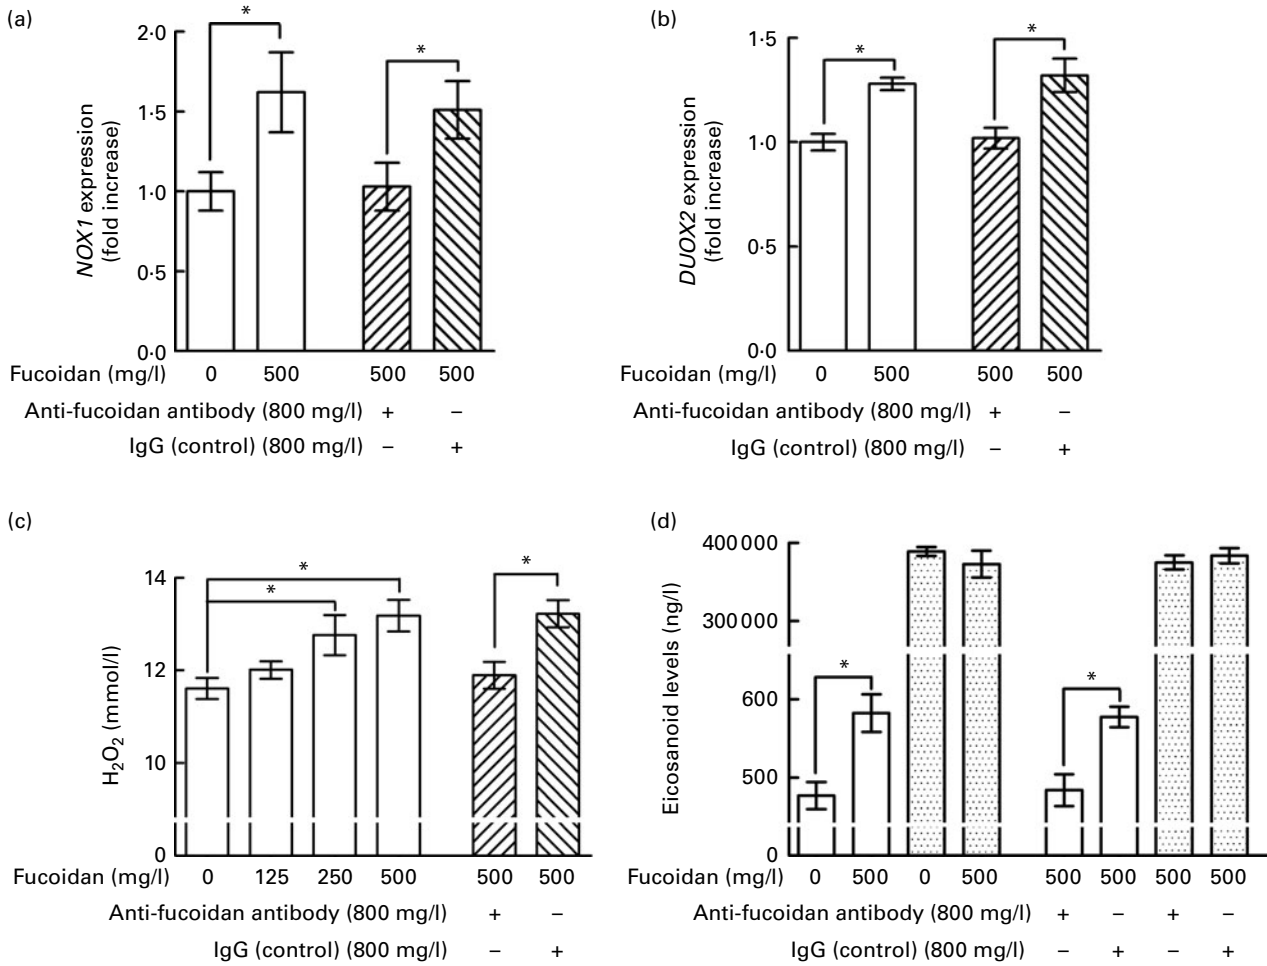 (a)
2·0
1·5
1·0
0·5
0·0
NOX1 expression
(fold increase)
*
*
Fucoidan (mg/l) 0 500 500 500
Anti-fucoidan antibody (800 mg/l) + –
IgG (control) (800 mg/l) – +
(b)
1·5
1·0
0·5
0·0
DUOX2 expression
(fold increase)
*
*
Fucoidan (mg/l) 0 500 500 500
Anti-fucoidan antibody (800 mg/l) + –
IgG (control) (800 mg/l) – +
(c)
14
12
10
0
H₂O₂ (mmol/l)
*
*
*
Fucoidan (mg/l) 0 125 250 500 500 500
Anti-fucoidan antibody (800 mg/l) + –
IgG (control) (800 mg/l) – +
(d)
400 000
300 000
600
500
0
Eicosanoid levels (ng/l)
*
*
Fucoidan (mg/l) 0 500 0 500 500 500 500 500
Anti-fucoidan antibody (800 mg/l) + – + –
IgG (control) (800 mg/l) – + – +